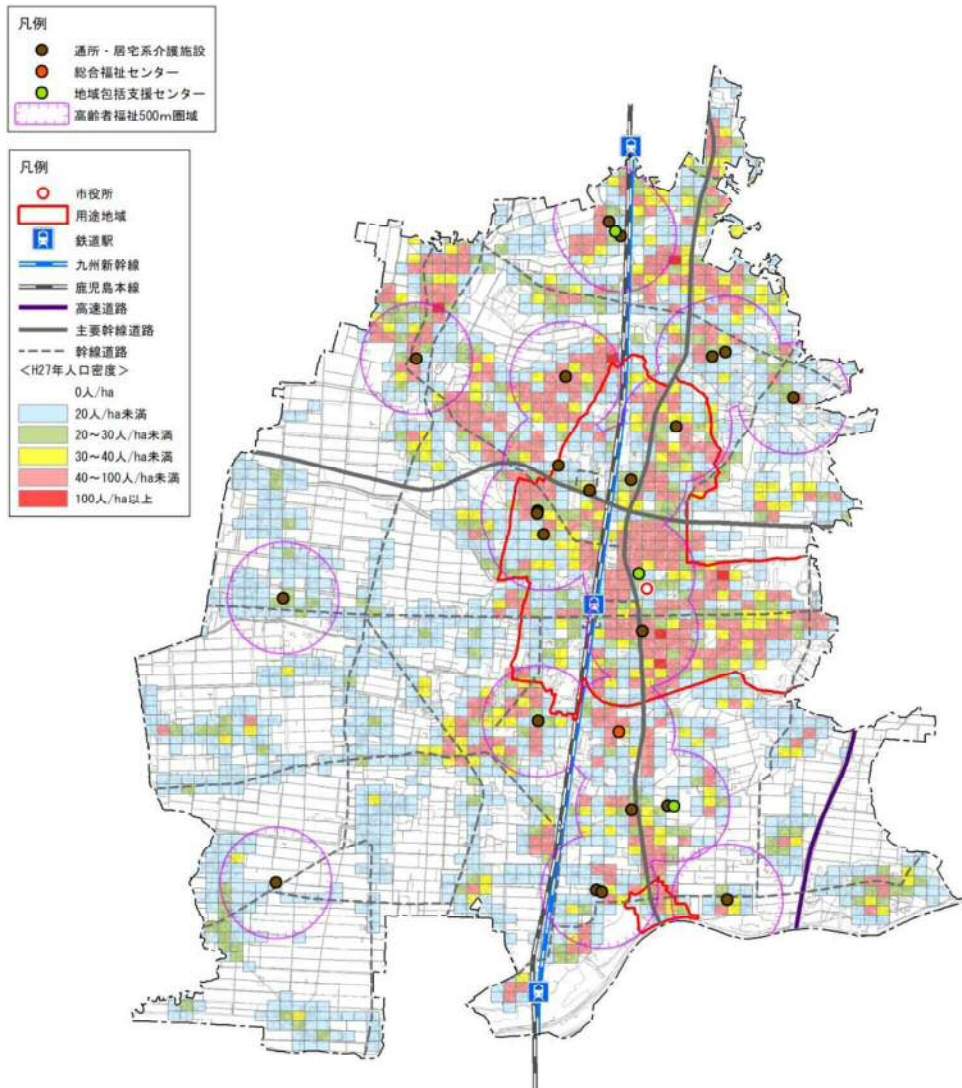 凡例
通所・居宅系介護施設
総合福祉センター
地域包括支援センター
高齢者福祉500m圏域
凡例
市役所
用途地域
鉄道駅
九州新幹線
鹿児島本線
高速道路
主要幹線道路
幹線道路
<H27年人口密度>
0人/ha
20人/ha未満
20～30人/ha未満
30～40人/ha未満
40～100人/ha未満
100人/ha以上